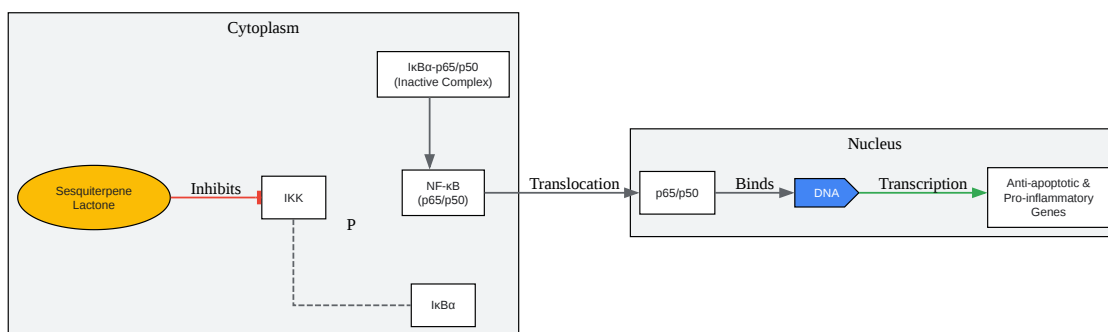 Cytoplasm
IκBα-p65/p50
(Inactive Complex)
Sesquiterpene
Lactone
Inhibits
IKK
P
NF-κB
(p65/p50)
IκBα
Translocation
Nucleus
p65/p50
Binds
DNA
Transcription
Anti-apoptotic &
Pro-inflammatory
Genes